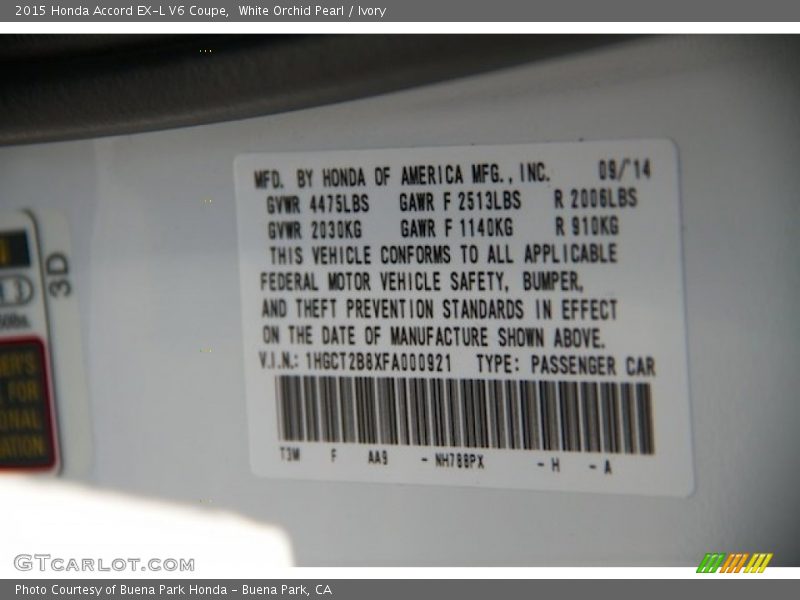 2015 Honda Accord EX-L V6 Coupe, White Orchid Pearl / Ivory
MFD. BY HONDA OF AMERICA MFG., INC. 09/'14
GVWR 4475LBS GAWR F 2513LBS R 2006LBS
GVWR 2030KG GAWR F 1140KG R 910KG
THIS VEHICLE CONFORMS TO ALL APPLICABLE
FEDERAL MOTOR VEHICLE SAFETY, BUMPER,
AND THEFT PREVENTION STANDARDS IN EFFECT
ON THE DATE OF MANUFACTURE SHOWN ABOVE.
V.I.N.: 1HGCT2B8XFA000921 TYPE: PASSENGER CAR
T3M F AA9 - NH788PX - H - A
3D
GTCARLOT.COM
Photo Courtesy of Buena Park Honda - Buena Park, CA